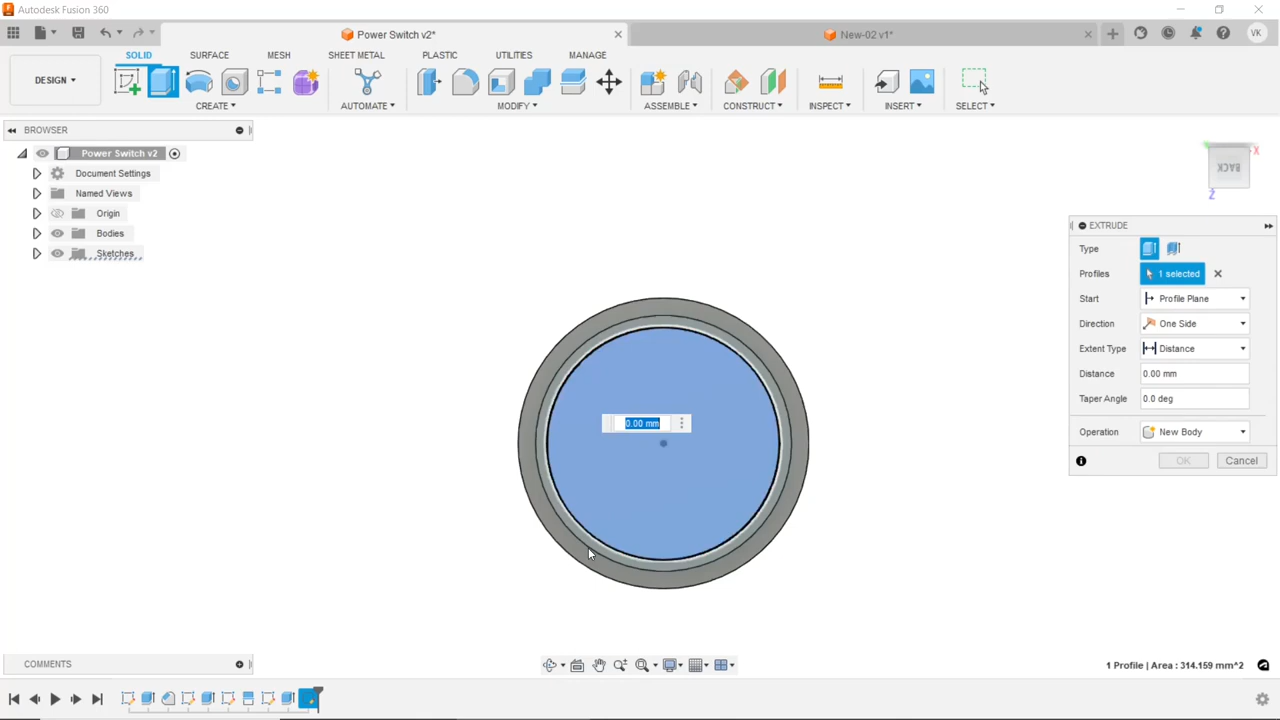 Autodesk Fusion 360
Power Switch v2*
New-02 v1*
VK
DESIGN
SOLID
SURFACE
MESH
SHEET METAL
PLASTIC
UTILITIES
MANAGE
CREATE
AUTOMATE
MODIFY
ASSEMBLE
CONSTRUCT
INSPECT
INSERT
SELECT
BROWSER
Power Switch v2
Document Settings
Named Views
Origin
Bodies
Sketches
BACK
X
Z
EXTRUDE
Type
Profiles 1 selected
Start Profile Plane
Direction One Side
Extent Type Distance
Distance 0.00 mm
Taper Angle 0.0 deg
Operation New Body
OK Cancel
0.00 mm
COMMENTS
1 Profile | Area : 314.159 mm^2